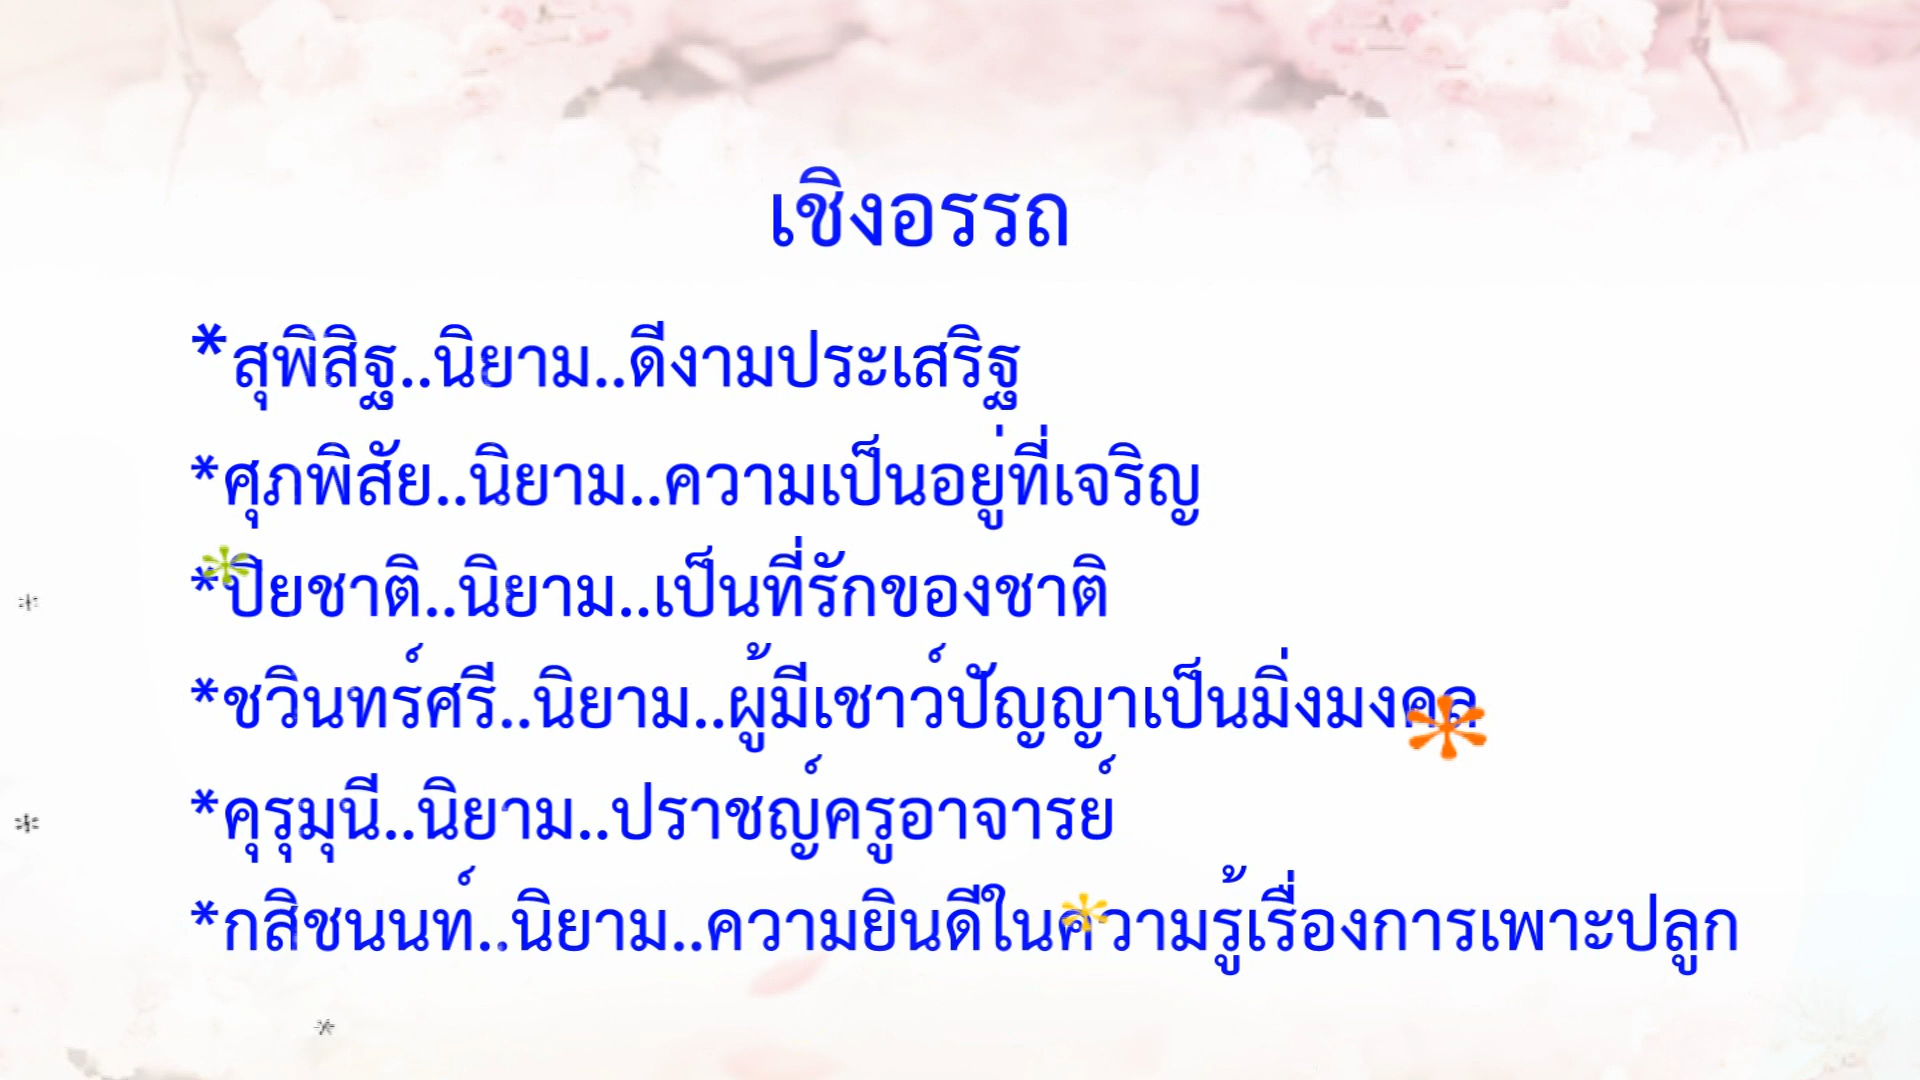 เชิงอรรถ
*สุพิสิฐ..นิยาม..ดีงามประเสริฐ
*ศุภพิสัย..นิยาม..ความเป็นอยู่ที่เจริญ
*ปิยชาติ..นิยาม..เป็นที่รักของชาติ
*ชวินทร์ศรี..นิยาม..ผู้มีเชาว์ปัญญาเป็นมิ่งมงคล
*คุรุมุนี..นิยาม..ปราชญ์ครูอาจารย์
*กสิชนนท์..นิยาม..ความยินดีในความรู้เรื่องการเพาะปลูก